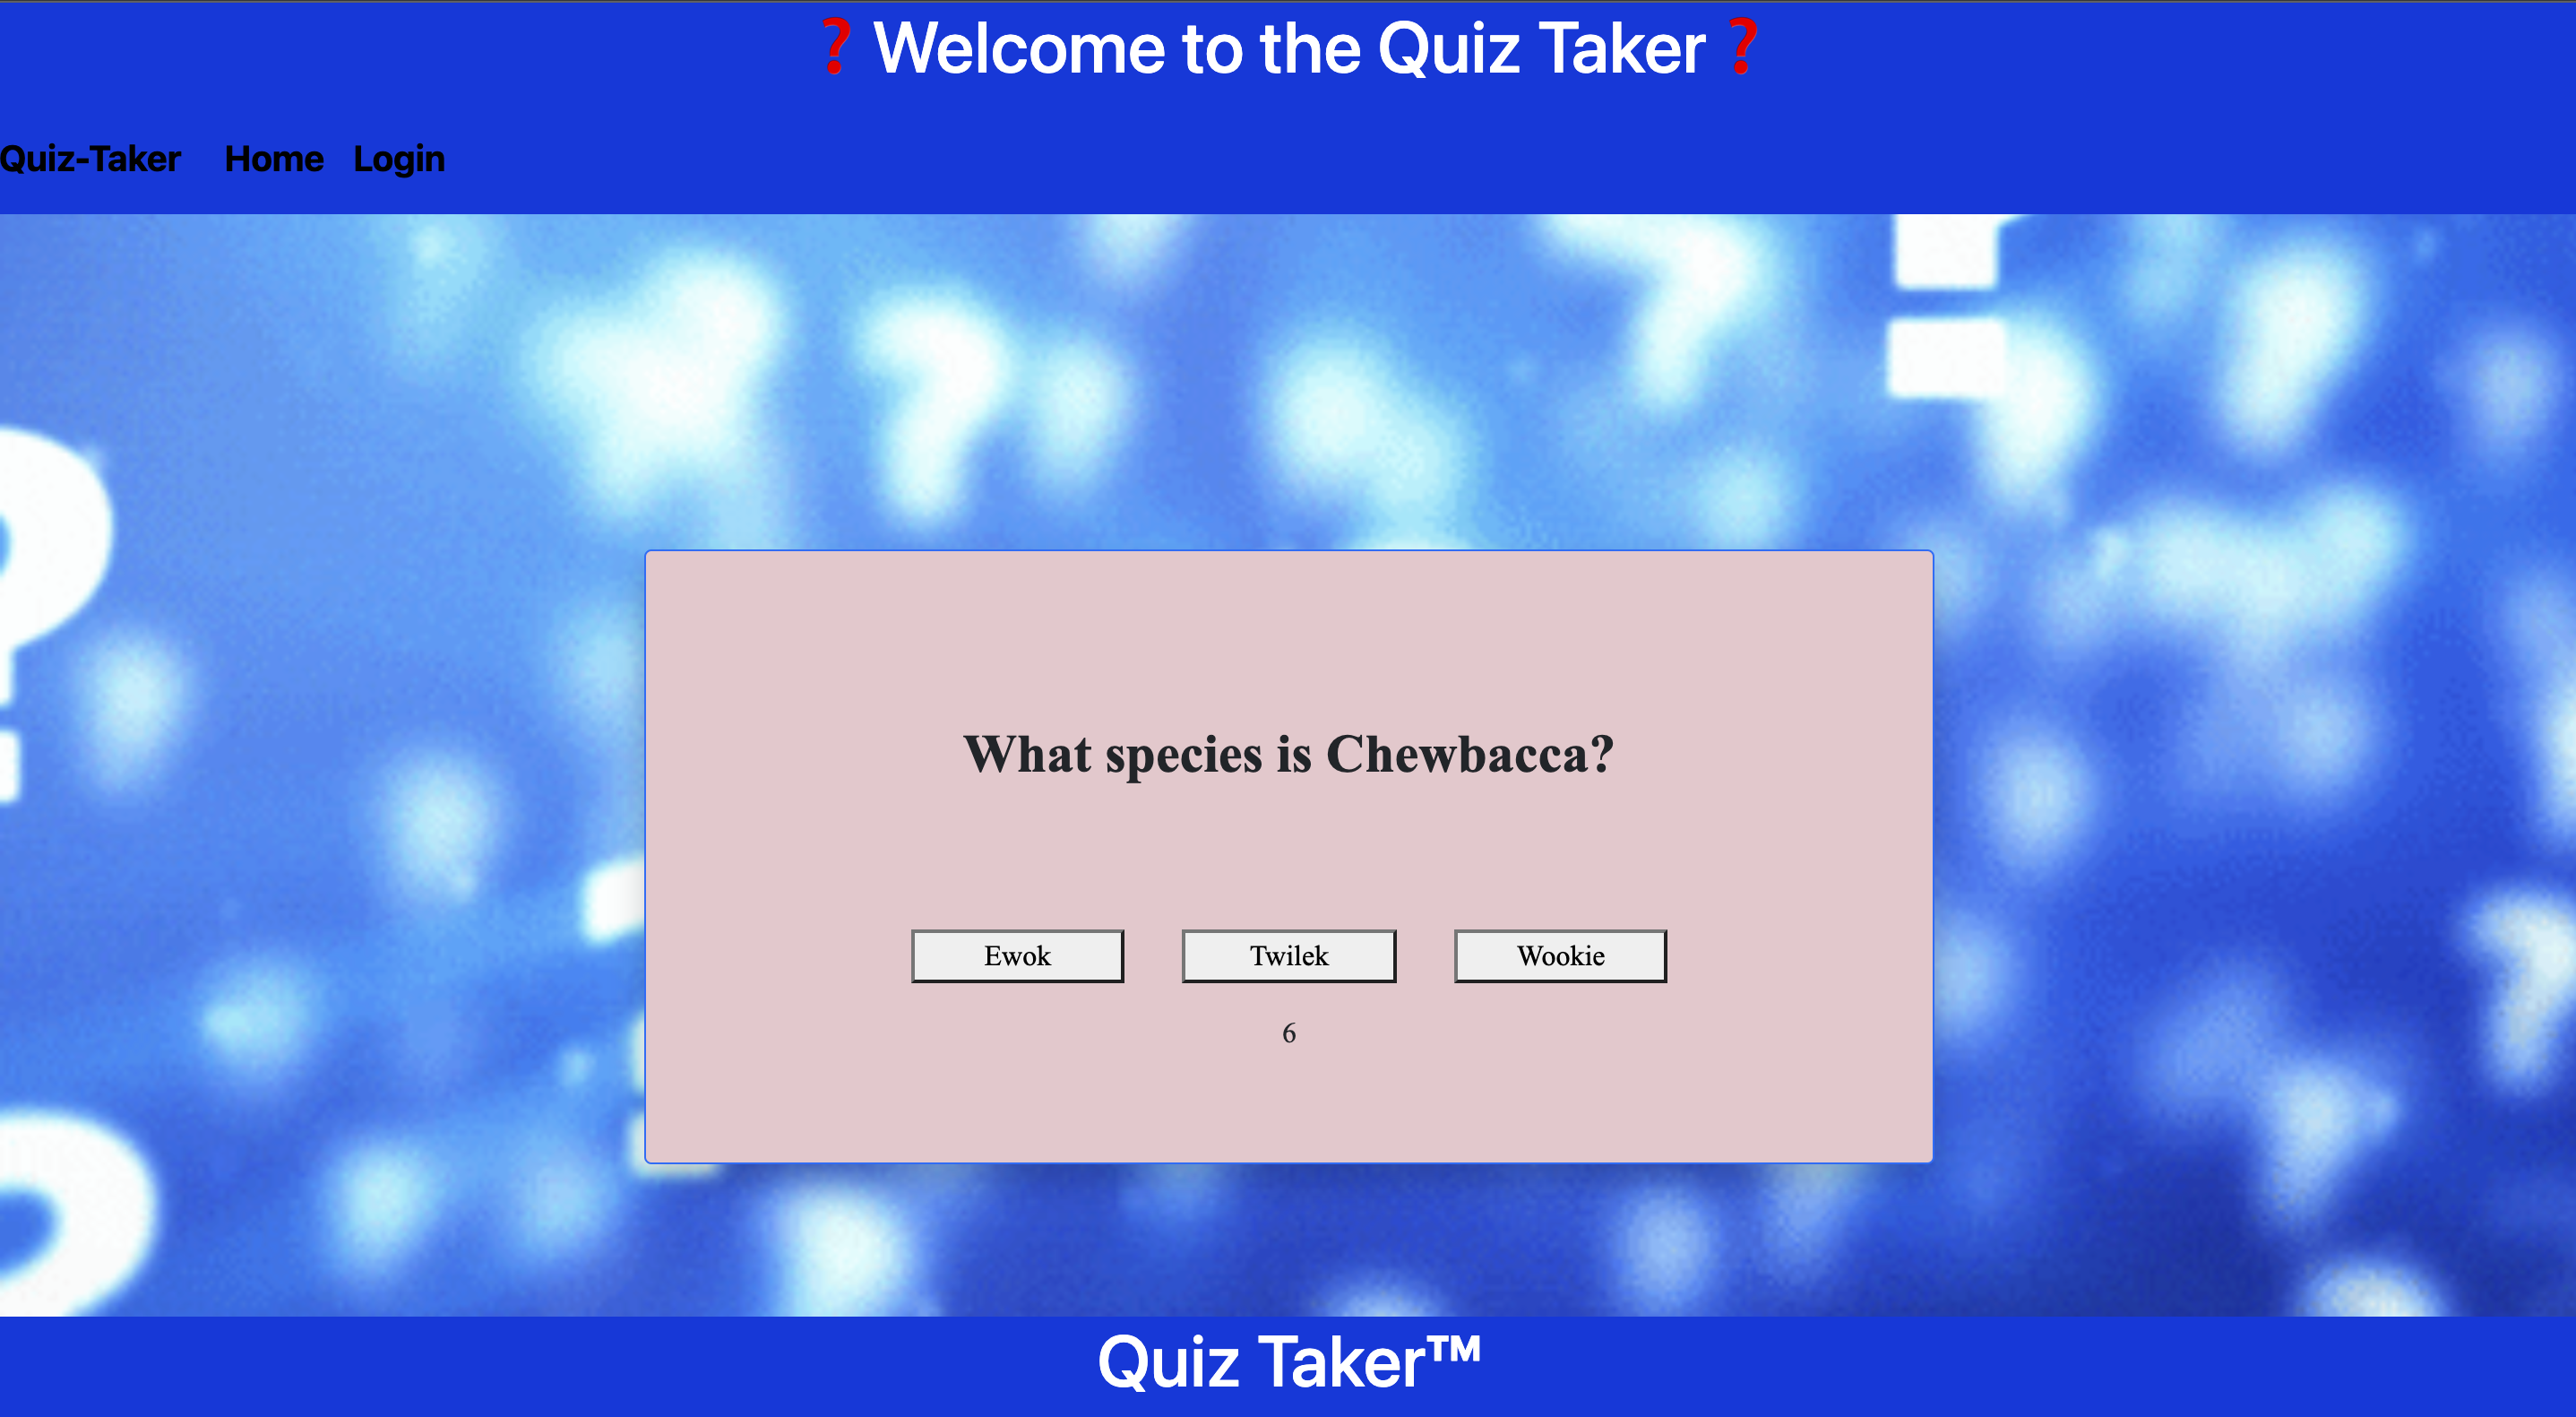 ❓Welcome to the Quiz Taker❓
Quiz-Taker Home Login
What species is Chewbacca?
Ewok Twilek Wookie
6
Quiz Taker™